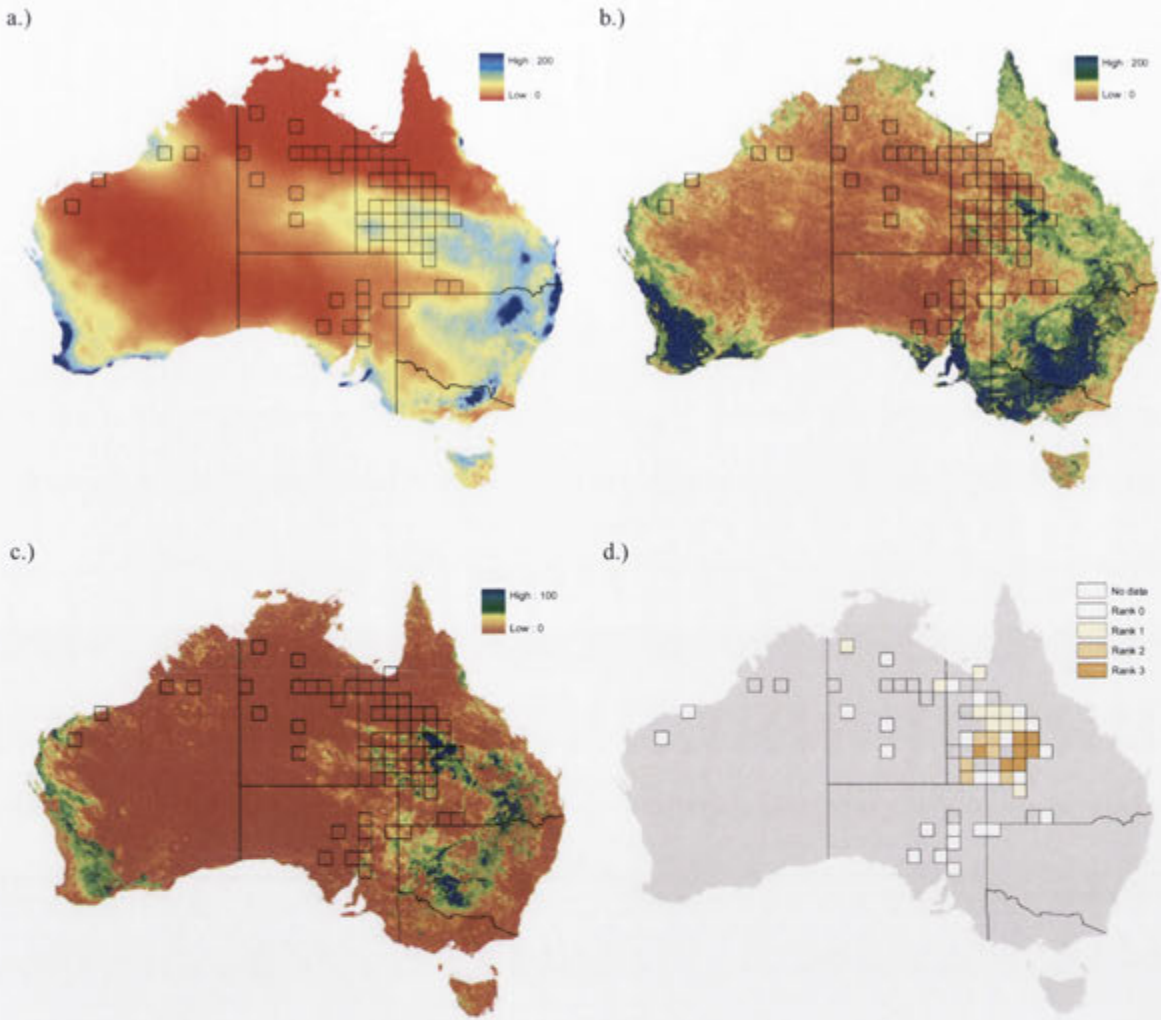 a.)
High : 200
Low : 0
b.)
High : 200
Low : 0
c.)
High : 100
Low : 0
d.)
No data
Rank 0
Rank 1
Rank 2
Rank 3